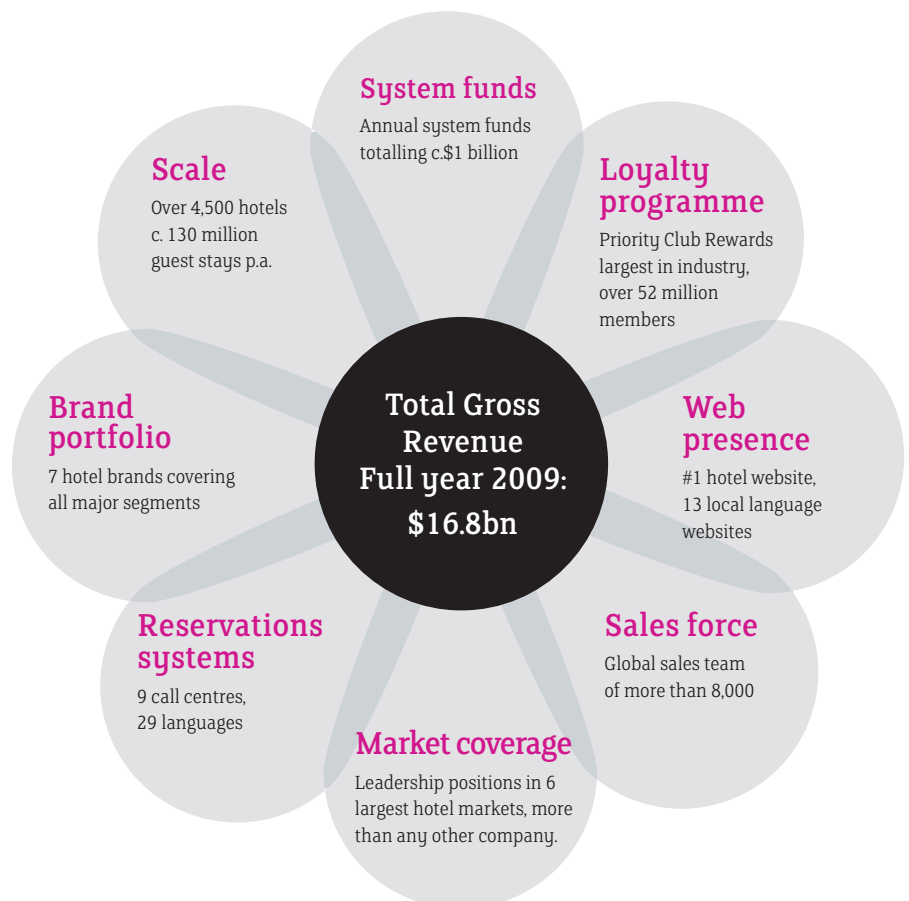 System funds
Annual system funds
totalling c.$1 billion
Loyalty
programme
Priority Club Rewards
largest in industry,
over 52 million
members
Web
presence
#1 hotel website,
13 local language
websites
Sales force
Global sales team
of more than 8,000
Market coverage
Leadership positions in 6
largest hotel markets, more
than any other company.
Reservations
systems
9 call centres,
29 languages
Brand
portfolio
7 hotel brands covering
all major segments
Scale
Over 4,500 hotels
c. 130 million
guest stays p.a.
Total Gross
Revenue
Full year 2009:
$16.8bn